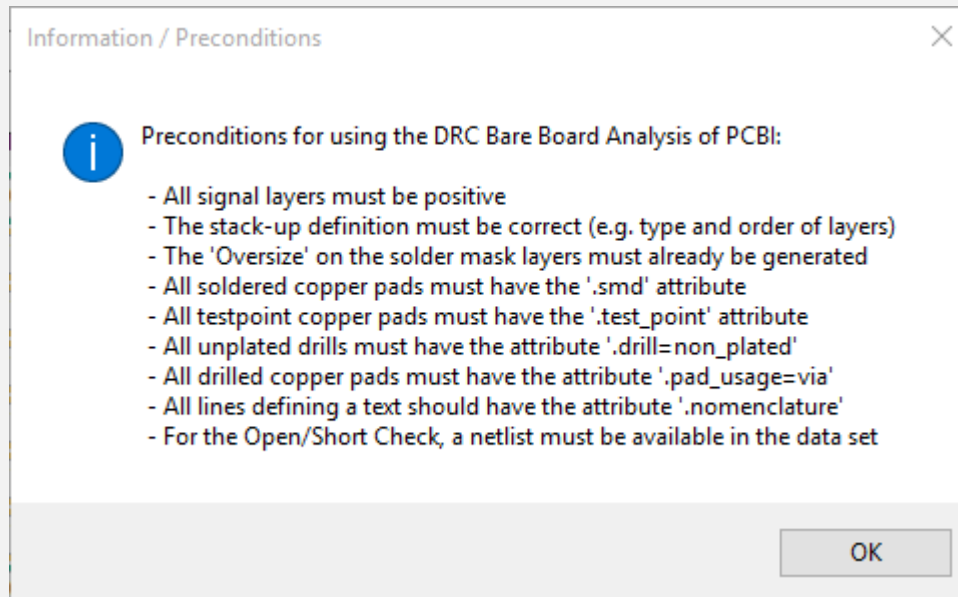 Information / Preconditions
Preconditions for using the DRC Bare Board Analysis of PCBI:
- All signal layers must be positive
- The stack-up definition must be correct (e.g. type and order of layers)
- The 'Oversize' on the solder mask layers must already be generated
- All soldered copper pads must have the '.smd' attribute
- All testpoint copper pads must have the '.test_point' attribute
- All unplated drills must have the attribute '.drill=non_plated'
- All drilled copper pads must have the attribute '.pad_usage=via'
- All lines defining a text should have the attribute '.nomenclature'
- For the Open/Short Check, a netlist must be available in the data set
OK